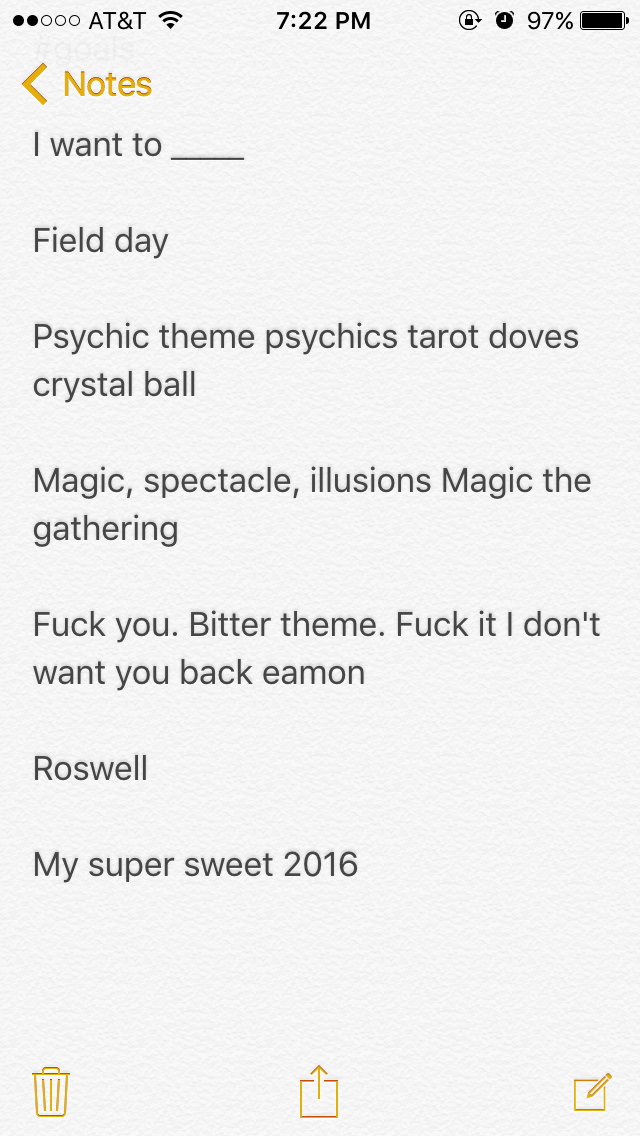 AT&T 7:22 PM 97%
#goals
Notes
I want to _____
Field day
Psychic theme psychics tarot doves
crystal ball
Magic, spectacle, illusions Magic the
gathering
Fuck you. Bitter theme. Fuck it I don't
want you back eamon
Roswell
My super sweet 2016